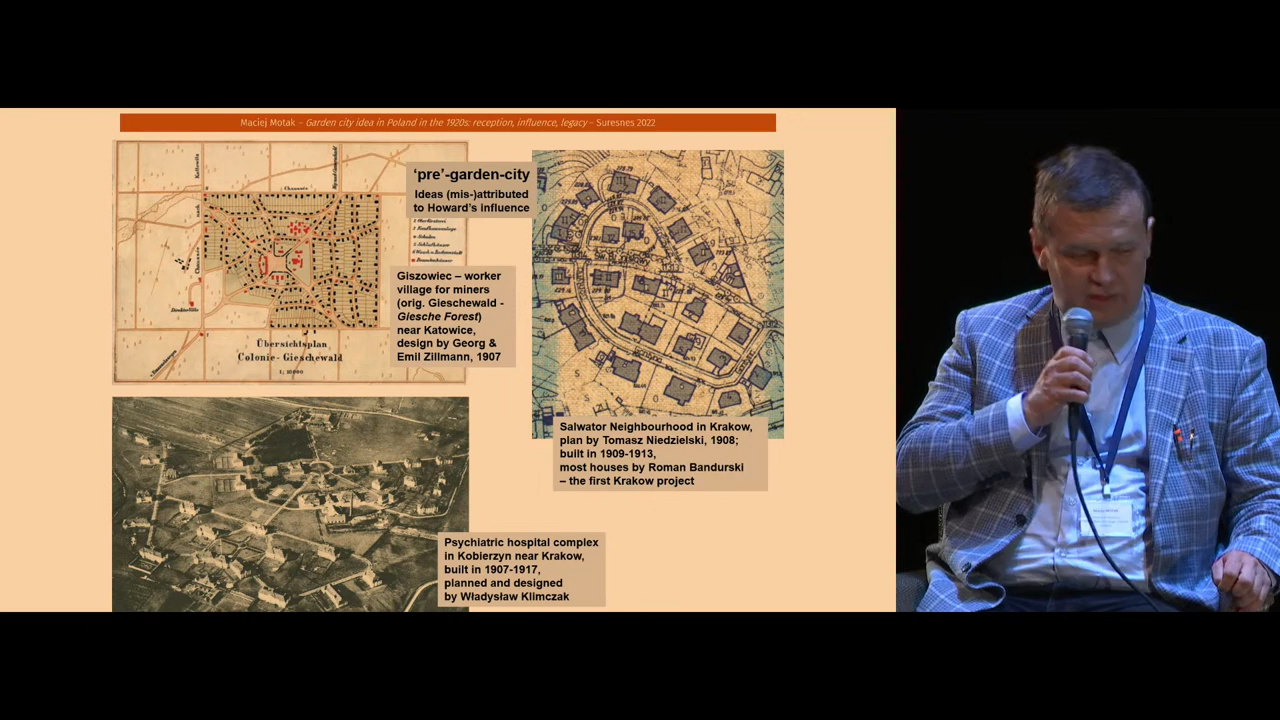 Maciej Motak – Garden city idea in Poland in the 1920s: reception, influence, legacy – Suresnes 2022
‘pre’-garden-city
Ideas (mis-)attributed
to Howard’s influence
Chaussée
Übersichtsplan
Colonie-Gieschewald
1:10000
Giszowiec – worker
village for miners
(orig. Gieschewald -
Giesche Forest)
near Katowice,
design by Georg &
Emil Zillmann, 1907
Salwator Neighbourhood in Krakow,
plan by Tomasz Niedzielski, 1908;
built in 1909-1913,
most houses by Roman Bandurski
– the first Krakow project
Psychiatric hospital complex
in Kobierzyn near Krakow,
built in 1907-1917,
planned and designed
by Władysław Klimczak